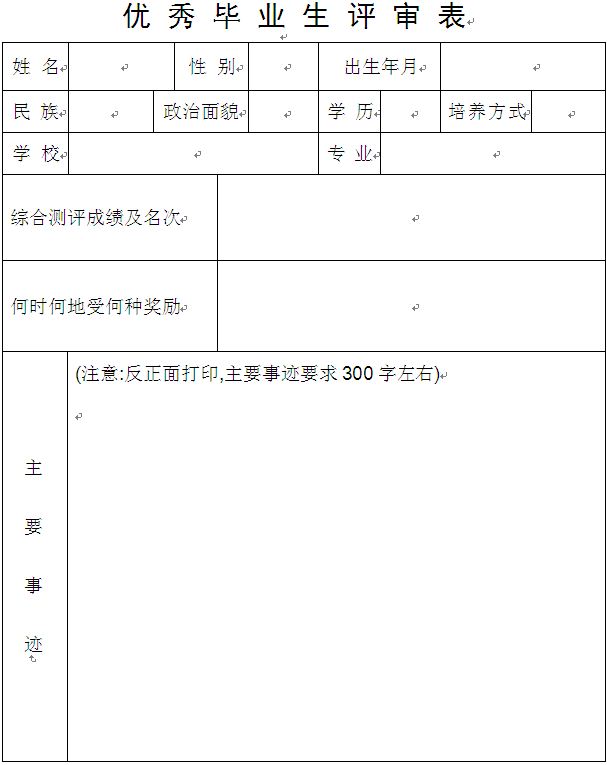 优 秀 毕 业 生 评 审 表
姓 名 性 别 出生年月
民 族 政治面貌 学 历 培养方式
学 校 专 业
综合测评成绩及名次
何时何地受何种奖励
(注意:反正面打印,主要事迹要求 300 字左右)
主
要
事
迹